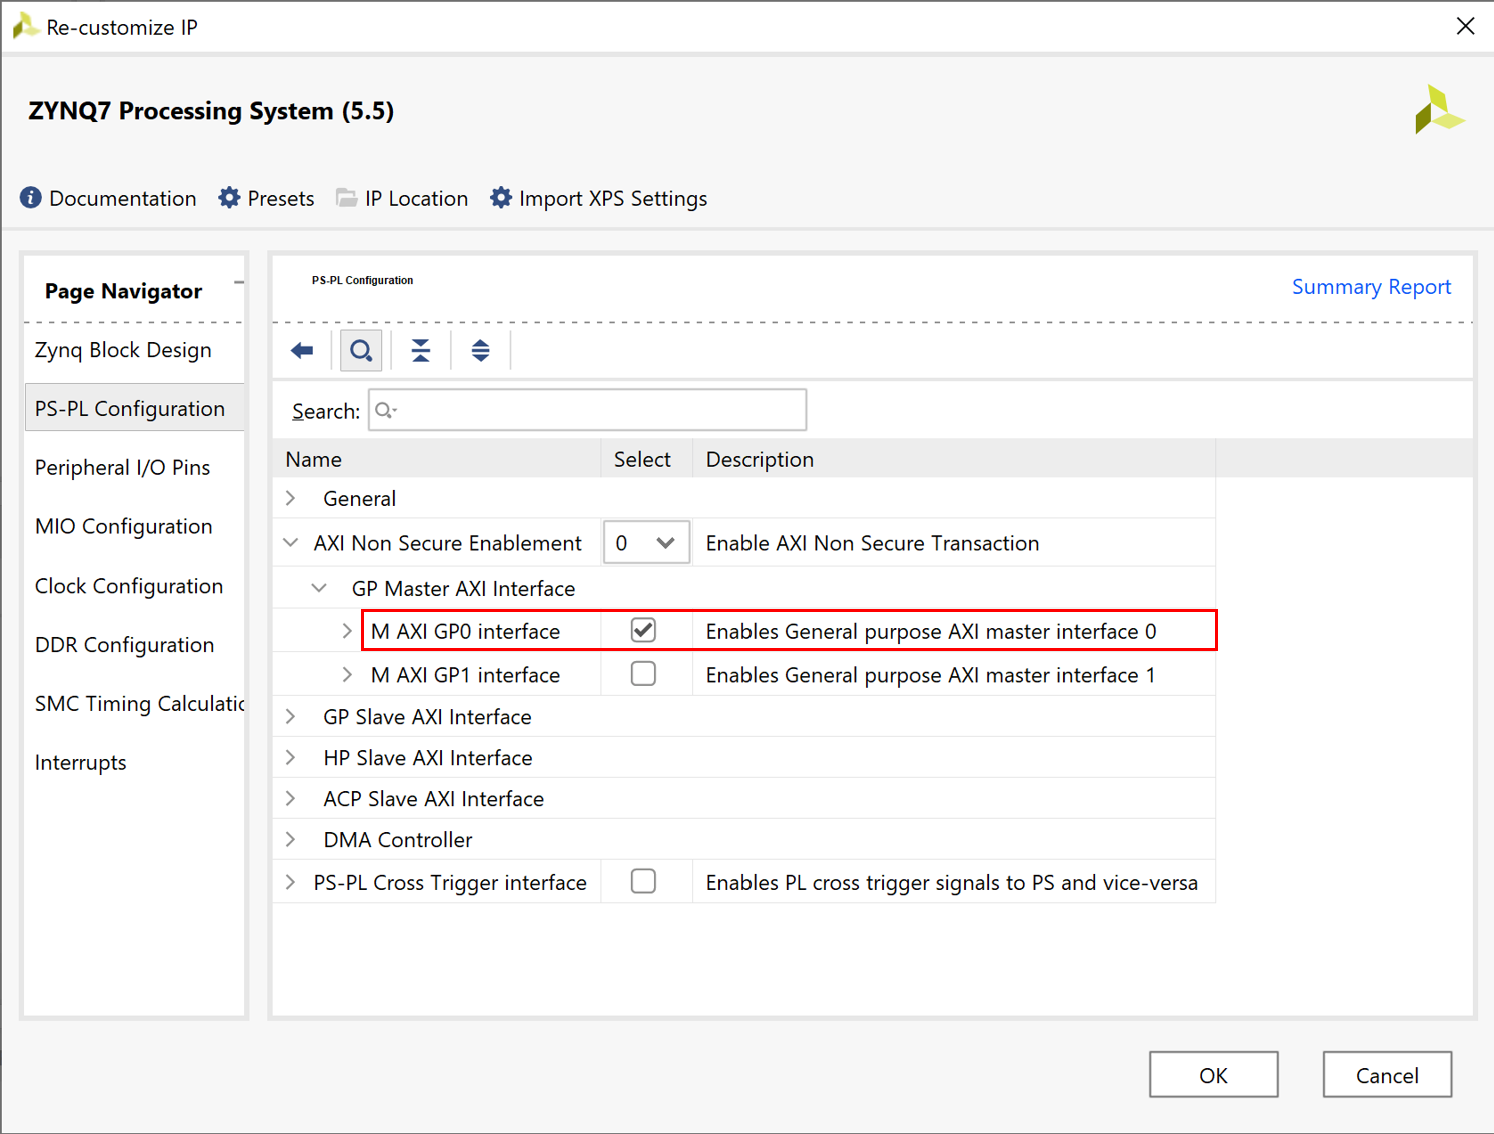 Re-customize IP
ZYNQ7 Processing System (5.5)
Documentation Presets IP Location Import XPS Settings
Page Navigator
Zynq Block Design
PS-PL Configuration
Peripheral I/O Pins
MIO Configuration
Clock Configuration
DDR Configuration
SMC Timing Calculatio
Interrupts
PS-PL Configuration
Summary Report
Search:
Name Select Description
General
AXI Non Secure Enablement 0 Enable AXI Non Secure Transaction
GP Master AXI Interface
M AXI GP0 interface Enables General purpose AXI master interface 0
M AXI GP1 interface Enables General purpose AXI master interface 1
GP Slave AXI Interface
HP Slave AXI Interface
ACP Slave AXI Interface
DMA Controller
PS-PL Cross Trigger interface Enables PL cross trigger signals to PS and vice-versa
OK Cancel